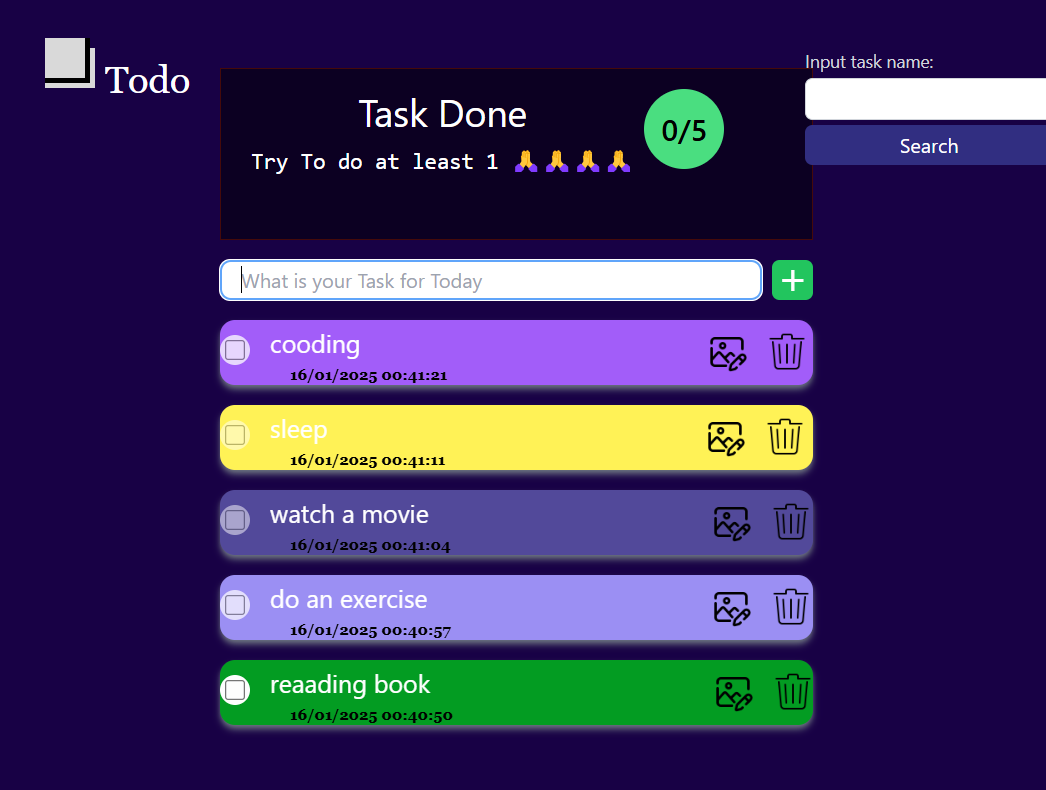 Todo
Input task name:
Task Done
0/5
Search
Try To do at least 1 🙏 🙏 🙏 🙏
What is your Task for Today
+
cooding
16/01/2025 00:41:21
sleep
16/01/2025 00:41:11
watch a movie
16/01/2025 00:41:04
do an exercise
16/01/2025 00:40:57
reaading book
16/01/2025 00:40:50